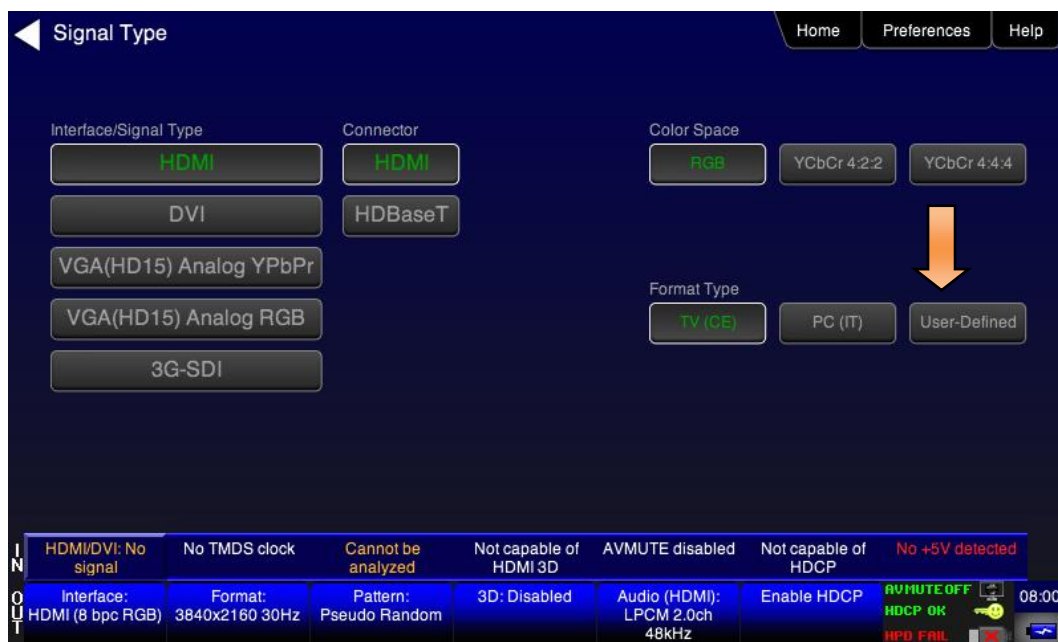 Signal Type
Home
Preferences
Help
Interface/Signal Type
Connector
Color Space
HDMI
HDMI
RGB
YCbCr 4:2:2
YCbCr 4:4:4
DVI
HDBaseT
VGA(HD15) Analog YPbPr
Format Type
VGA(HD15) Analog RGB
TV (CE)
PC (IT)
User-Defined
3G-SDI
IN
HDMI/DVI: No
signal
No TMDS clock
Cannot be
analyzed
Not capable of
HDMI 3D
AVMUTE disabled
Not capable of
HDCP
No +5V detected
OUT
Interface:
HDMI (8 bpc RGB)
Format:
3840x2160 30Hz
Pattern:
Pseudo Random
3D: Disabled
Audio (HDMI):
LPCM 2.0ch
48kHz
Enable HDCP
AVMUTE OFF
HDCP OK
HPD FAIL
08:00